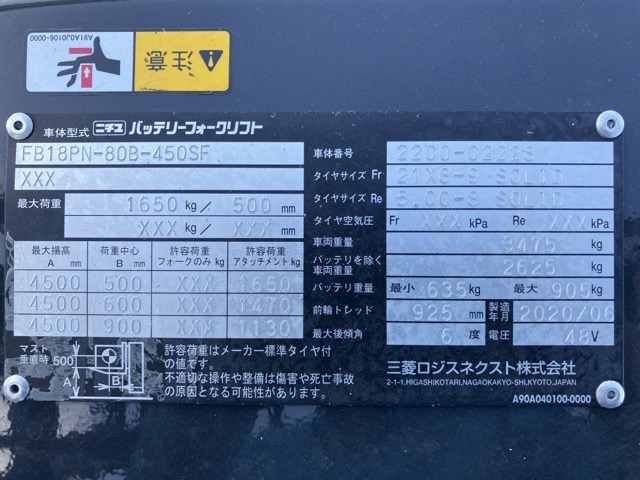 A91A0J0106-0000
注意
車体型式 ニチユ バッテリーフォークリフト
FB18PN-80B-450SF
XXX
最大荷重 1650 kg/ 500 mm
XXX kg/ XXX mm
最大揚高 A mm 荷重中心 B mm 許容荷重 フォークのみ kg 許容荷重 アタッチメント kg
4500 500 XXX 1650
4500 600 XXX 1470
4500 900 XXX 1130
マスト垂直時 500 A B
許容荷重はメーカー標準タイヤ付
の値です。
不適切な操作や整備は傷害や死亡事故
の原因となる可能性があります。
車体番号
タイヤサイズ Fr 21X8-9 SOLID
タイヤサイズ Re 5.00-8 SOLID
タイヤ空気圧 Fr XXX kPa Re XXX kPa
車両重量 3475 kg
バッテリを除く車両重量 2625 kg
バッテリ重量 最小 635 kg 最大 905 kg
前輪トレッド 925 mm 製造年月 2020/06
最大後傾角 6 度 電圧 48 V
三菱ロジスネクスト株式会社
2-1-1,HIGASHIKOTARI,NAGAOKAKYO-SHI,KYOTO,JAPAN
A90A040100-0000